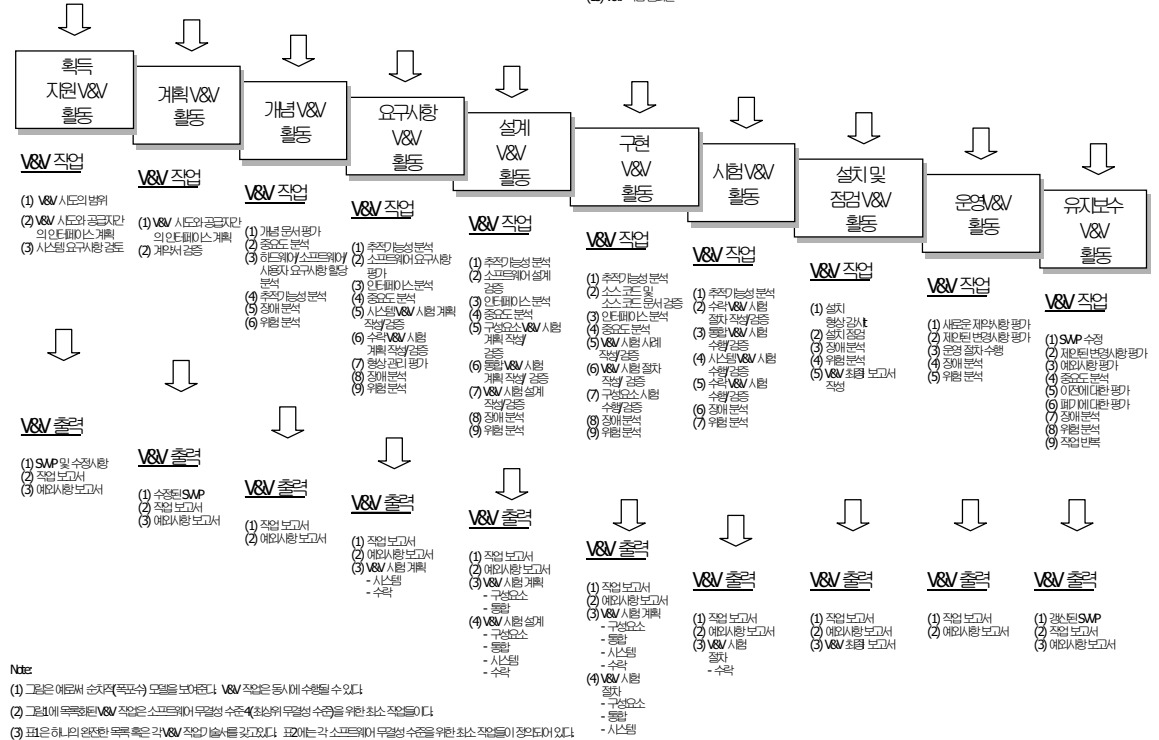 획득
지원 V&V
활동
계획 V&V
활동
개념 V&V
활동
요구사항
V&V
활동
설계
V&V
활동
구현
V&V
활동
시험 V&V
활동
설치 및
점검 V&V
활동
운영V&V
활동
유지보수
V&V
활동
V&V 작업
(1) V&V 시도의 범위
(2) V&V 시도와 공급자간
의 인터페이스 계획
(3) 시스템 요구사항 검토
V&V 작업
(1) V&V 시도와 공급자간
의 인터페이스 계획
(2) 계약서 검증
V&V 작업
(1) 개념 문서 평가
(2) 중요도 분석
(3) 하드웨어/소프트웨어/
사용자 요구사항 할당
분석
(4) 추적가능성 분석
(5) 장애 분석
(6) 위험 분석
V&V 작업
(1) 추적가능성 분석
(2) 소프트웨어 요구사항
평가
(3) 인터페이스 분석
(4) 중요도 분석
(5) 시스템 V&V 시험 계획
작성/검증
(6) 수락 V&V 시험
계획 작성/검증
(7) 형상 관리 평가
(8) 장애 분석
(9) 위험 분석
V&V 작업
(1) 추적가능성 분석
(2) 소프트웨어 설계
검증
(3) 인터페이스 분석
(4) 중요도 분석
(5) 구성요소 V&V 시험
계획 작성/
검증
(6) 통합 V&V 시험
계획 작성/ 검증
(7) V&V 시험 설계
작성/검증
(8) 장애 분석
(9) 위험 분석
V&V 작업
(1) 추적가능성 분석
(2) 소스 코드 및
소스 코드 문서 검증
(3) 인터페이스 분석
(4) 중요도 분석
(5) V&V 시험 사례
작성/검증
(6) V&V 시험 절차
작성/ 검증
(7) 구성요소 시험
수행/검증
(8) 장애 분석
(9) 위험 분석
V&V 작업
(1) 추적가능성 분석
(2) 수락 V&V 시험
절차 작성/검증
(3) 통합 V&V 시험
수행/검증
(4) 시스템 V&V 시험
수행/검증
(5) 수락 V&V 시험
수행/검증
(6) 장애 분석
(7) 위험 분석
V&V 작업
(1) 설치
형상 감사
(2) 설치 점검
(3) 장애 분석
(4) 위험 분석
(5) V&V 최종 보고서
작성
V&V 작업
(1) 새로운 제약사항 평가
(2) 제안된 변경사항 평가
(3) 운영 절차 수행
(4) 장애 분석
(5) 위험 분석
V&V 작업
(1) SVVP 수정
(2) 제안된 변경사항 평가
(3) 예외사항 평가
(4) 중요도 분석
(5) 이전에 대한 평가
(6) 폐기에 대한 평가
(7) 장애 분석
(8) 위험 분석
(9) 작업 반복
V&V 출력
(1) SVVP 및 수정사항
(2) 작업 보고서
(3) 예외사항 보고서
V&V 출력
(1) 수정된 SVVP
(2) 작업 보고서
(3) 예외사항 보고서
V&V 출력
(1) 작업 보고서
(2) 예외사항 보고서
V&V 출력
(1) 작업 보고서
(2) 예외사항 보고서
(3) V&V 시험 계획
- 시스템
- 수락
V&V 출력
(1) 작업 보고서
(2) 예외사항 보고서
(3) V&V 시험 계획
- 구성요소
- 통합
(4) V&V 시험 설계
- 구성요소
- 통합
- 시스템
- 수락
V&V 출력
(1) 작업 보고서
(2) 예외사항 보고서
(3) V&V 시험 계획
- 구성요소
- 통합
- 시스템
- 수락
(4) V&V 시험
절차
- 구성요소
- 통합
- 시스템
V&V 출력
(1) 작업 보고서
(2) 예외사항 보고서
(3) V&V 시험
절차
- 수락
V&V 출력
(1) 작업 보고서
(2) 예외사항 보고서
(3) V&V 최종 보고서
V&V 출력
(1) 작업 보고서
(2) 예외사항 보고서
V&V 출력
(1) 갱신된 SVVP
(2) 작업 보고서
(3) 예외사항 보고서
Note:
(1) 그림은 예로써 순차적(폭포수) 모델을 보여준다. V&V 작업은 동시에 수행될 수 있다.
(2) 그림1에 목록화된 V&V 작업은 소프트웨어 무결성 수준4(최상위 무결성 수준)을 위한 최소 작업들이다.
(3) 표1은 하나의 완전한 목록 혹은 각 V&V 작업기술서를 갖고있다. 표2에는 각 소프트웨어 무결성 수준을 위한 최소 작업들이 정의되어 있다.